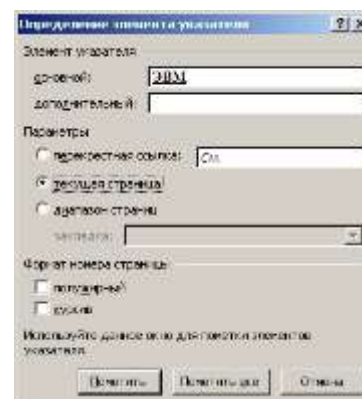 Определение элемента указателя
Элемент указателя
основной: ЭВМ
дополнительный:
Параметры
перекрестная ссылка: См.
текущая страница
диапазон страниц
закладка:
Формат номера страницы
полужирный
курсив
Используйте данное окно для пометки элементов
указателя.
Пометить Пометить все Отмена